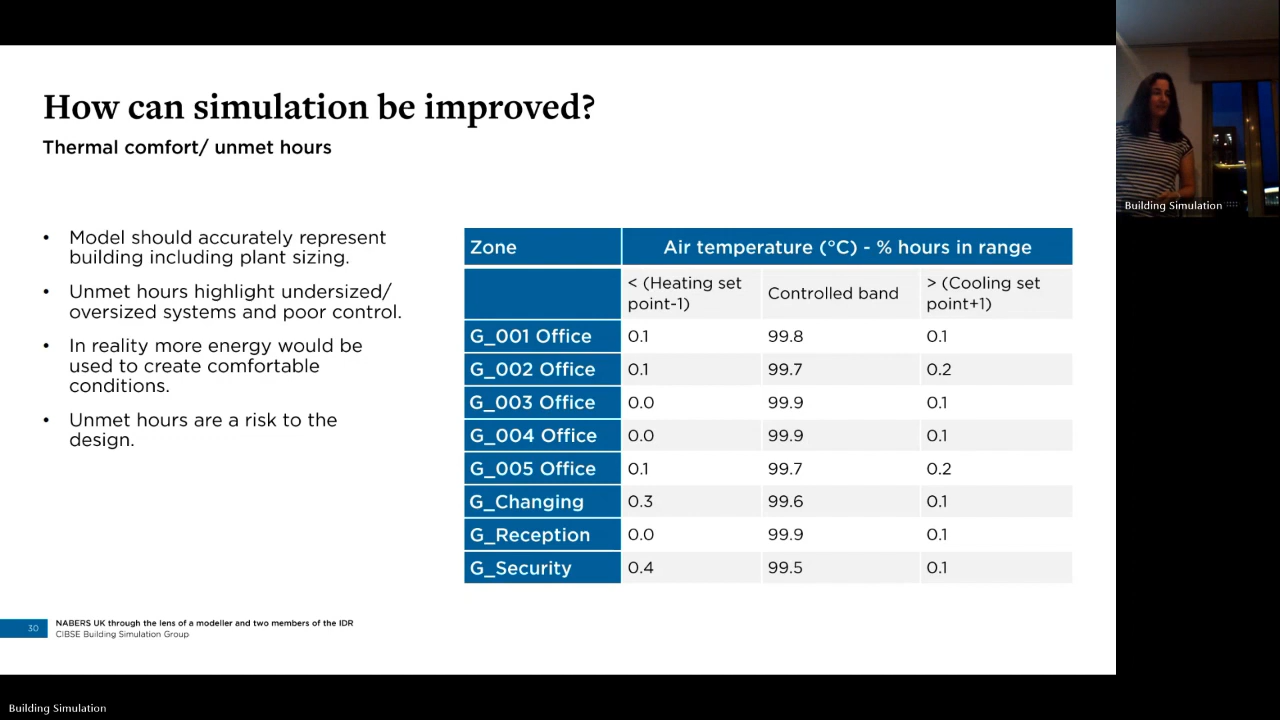 How can simulation be improved?
Thermal comfort/ unmet hours
• Model should accurately represent
building including plant sizing.
• Unmet hours highlight undersized/
oversized systems and poor control.
• In reality more energy would be
used to create comfortable
conditions.
• Unmet hours are a risk to the
design.
Zone Air temperature (°C) - % hours in range
< (Heating set
point-1)
Controlled band
> (Cooling set
point+1)
G_001 Office 0.1 99.8 0.1
G_002 Office 0.1 99.7 0.2
G_003 Office 0.0 99.9 0.1
G_004 Office 0.0 99.9 0.1
G_005 Office 0.1 99.7 0.2
G_Changing 0.3 99.6 0.1
G_Reception 0.0 99.9 0.1
G_Security 0.4 99.5 0.1
30
NABERS UK through the lens of a modeller and two members of the IDR
CIBSE Building Simulation Group
Building Simulation
Building Simulation